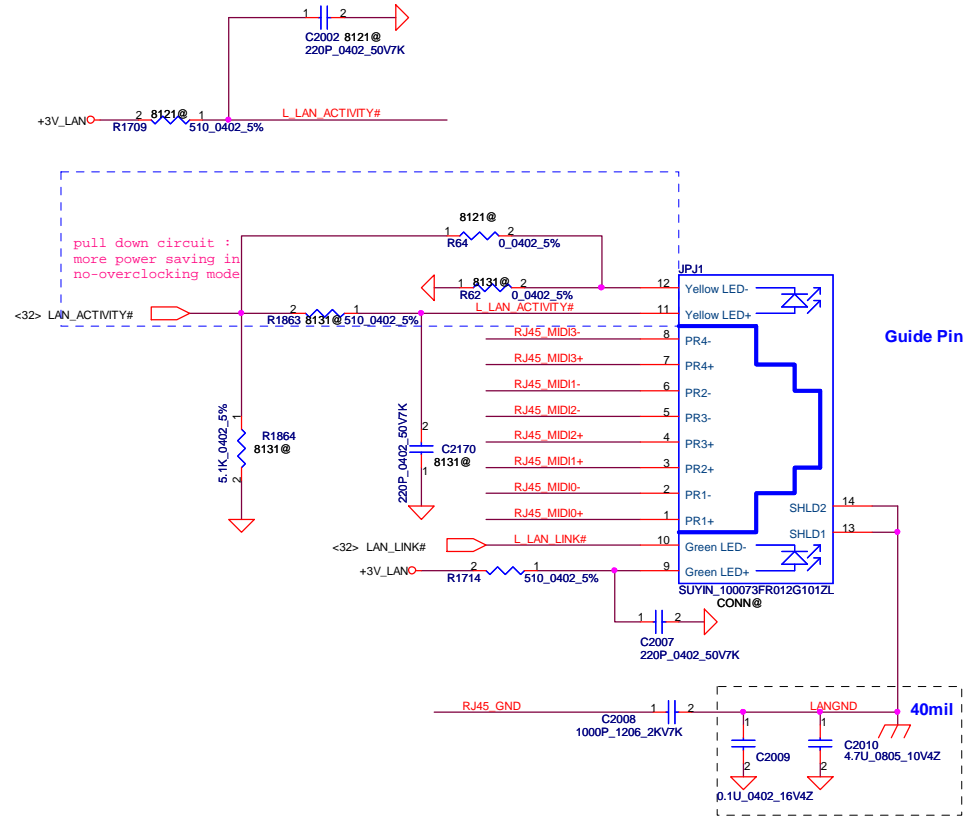 1 2
C2002 8121@
220P_0402_50V7K
+3V_LAN 2 8121@ 1 L_LAN_ACTIVITY#
R1709 510_0402_5%
pull down circuit :
more power saving in
no-overclocking mode
8121@
1 2
R64 0_0402_5%
1 8131@ 2
R62 0_0402_5%
<32> LAN_ACTIVITY#
2 1 L_LAN_ACTIVITY#
R1863 8131@ 510_0402_5%
JPJ1
12 Yellow LED-
11 Yellow LED+
Guide Pin
RJ45_MIDI3- 8 PR4-
RJ45_MIDI3+ 7 PR4+
RJ45_MIDI1- 6 PR2-
RJ45_MIDI2- 5 PR3-
RJ45_MIDI2+ 4 PR3+
RJ45_MIDI1+ 3 PR2+
RJ45_MIDI0- 2 PR1-
RJ45_MIDI0+ 1 PR1+
5.1K_0402_5%
1
R1864
8131@
2
220P_0402_50V7K
2
C2170
8131@
1
SHLD2 14
SHLD1 13
<32> LAN_LINK# L_LAN_LINK# 10 Green LED-
+3V_LAN 2 1 9 Green LED+
R1714 510_0402_5%
SUYIN_100073FR012G101ZL
CONN@
1 2
C2007
220P_0402_50V7K
RJ45_GND 1 2 LANGND 40mil
C2008
1000P_1206_2KV7K
1
C2009
2
0.1U_0402_16V4Z
1
C2010
4.7U_0805_10V4Z
2